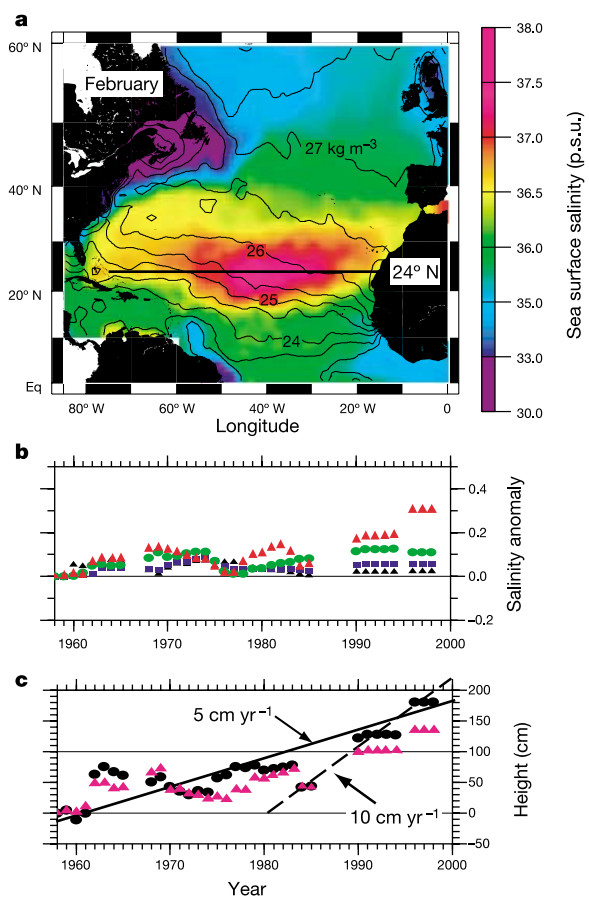 a
60° N
40° N
20° N
Eq
February
27 kg m⁻³
26
24° N
25
24
80° W
60° W
40° W
20° W
0
Longitude
38.0
37.5
37.0
36.5
36.0
35.0
33.0
30.0
Sea surface salinity (p.s.u.)
b
0.4
0.2
0.0
−0.2
Salinity anomaly
1960
1970
1980
1990
2000
c
5 cm yr⁻¹
10 cm yr⁻¹
200
150
100
50
0
−50
Height (cm)
1960
1970
1980
1990
2000
Year